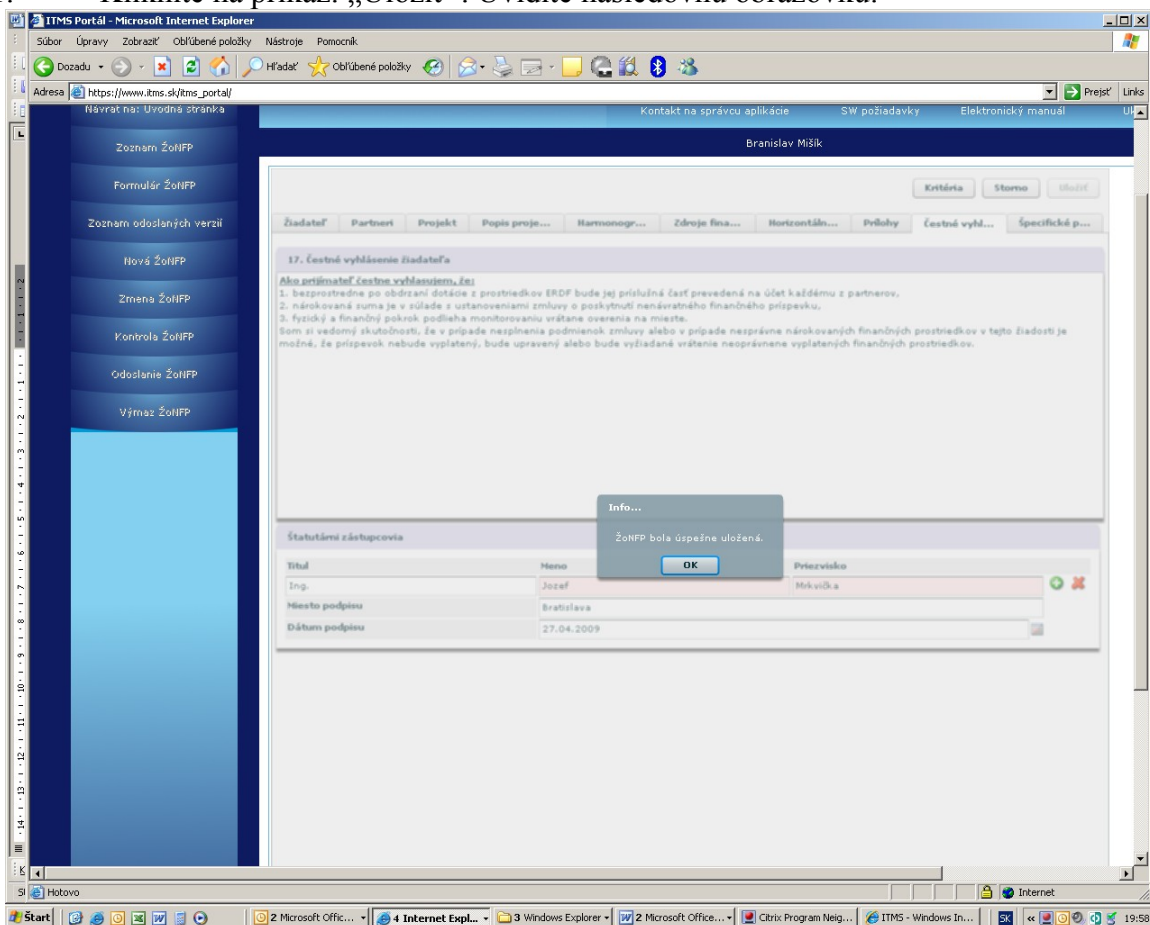 Kliknite na príkaz: „Uložiť“. Uvidíte nasledovnú obrazovku:
ITMS Portál - Microsoft Internet Explorer
Súbor Úpravy Zobraziť Obľúbené položky Nástroje Pomocník
Dozadu Hľadať Obľúbené položky
Adresa https://www.itms.sk/itms_portal/ Prejsť Links
Návrat na: Úvodná stránka
Kontakt na správcu aplikácie SW požiadavky Elektronický manuál
Branislav Mišík
Zoznam ŽoNFP
Formulár ŽoNFP
Zoznam odoslaných verzií
Nová ŽoNFP
Zmena ŽoNFP
Kontrola ŽoNFP
Odoslanie ŽoNFP
Výmaz ŽoNFP
Kritéria Storno Uložiť
Žiadateľ Partneri Projekt Popis proje... Harmonogr... Zdroje fina... Horizontáln... Prílohy Čestné vyhl... Špecifické p...
17. Čestné vyhlásenie žiadateľa
Ako prijímateľ čestne vyhlasujem, že:
1. bezprostredne po obdrzaní dotácie z prostriedkov ERDF bude jej príslušná časť prevedená na účet každému z partnerov,
2. nárokovaná suma je v súlade s ustanoveniami zmluvy o poskytnutí nenávratného finančného príspevku,
3. fyzický a finančný pokrok podlieha monitorovaniu vrátane overenia na mieste.
Som si vedomý skutočnosti, že v prípade nesplnenia podmienok zmluvy alebo v prípade nesprávne nárokovaných finančných prostriedkov v tejto žiadosti je
možné, že príspevok nebude vyplatený, bude upravený alebo bude vyžiadané vrátenie neoprávnene vyplatených finančných prostriedkov.
Info...
ŽoNFP bola úspešne uložená.
OK
Štatutárni zástupcovia
Titul Meno Priezvisko
Ing. Jozef Mrkvička
Miesto podpisu Bratislava
Dátum podpisu 27.04.2009
Hotovo Internet
Štart 2 Microsoft Offic... 4 Internet Expl... 3 Windows Explorer 2 Microsoft Office... Citrix Program Neig... ITMS - Windows In... SK 19:58